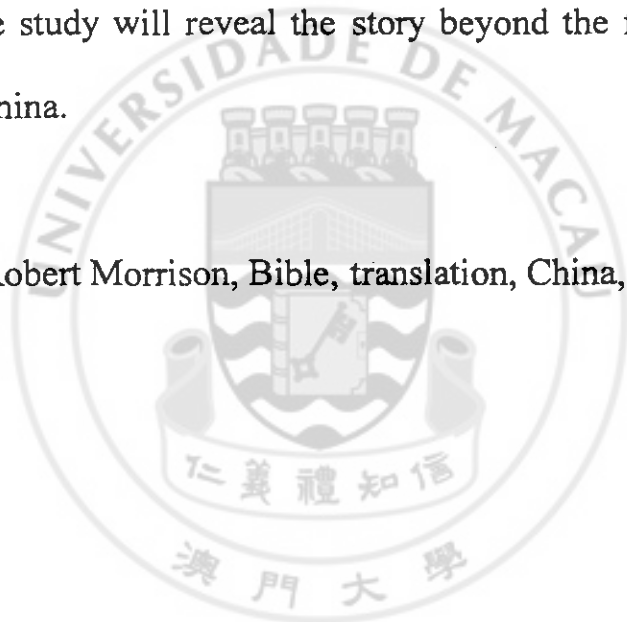 e study will reveal the story beyond the
hina.
UNIVERSIDADE DE MACAU
obert Morrison, Bible, translation, China,
仁義禮知信
澳門大學